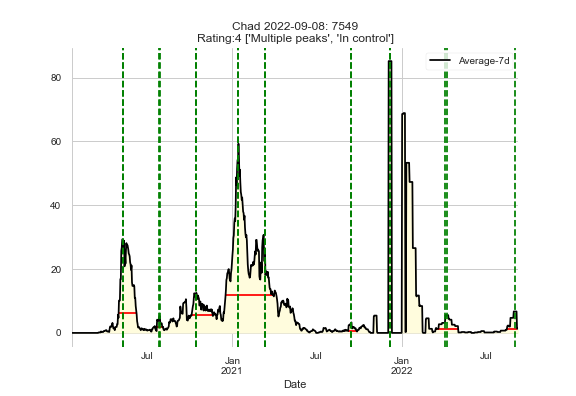 Chad 2022-09-08: 7549
Rating:4 ['Multiple peaks', 'In control']
Average-7d
80
60
40
20
0
Jul
Jan
2021
Jul
Jan
2022
Jul
Date